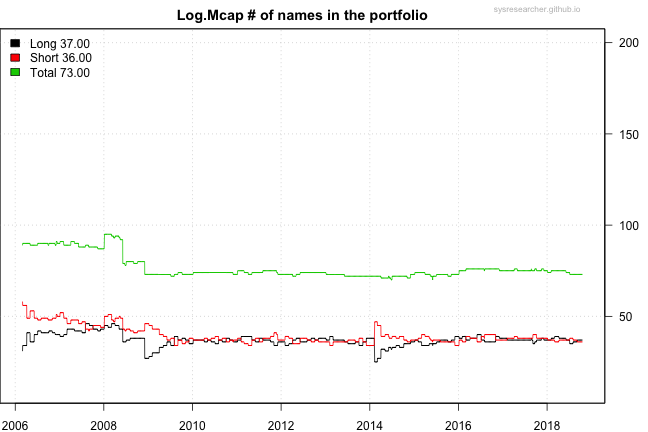 Log.Mcap # of names in the portfolio
sysresearcher.github.io
Long 37.00
Short 36.00
Total 73.00
200
150
100
50
2006 2008 2010 2012 2014 2016 2018